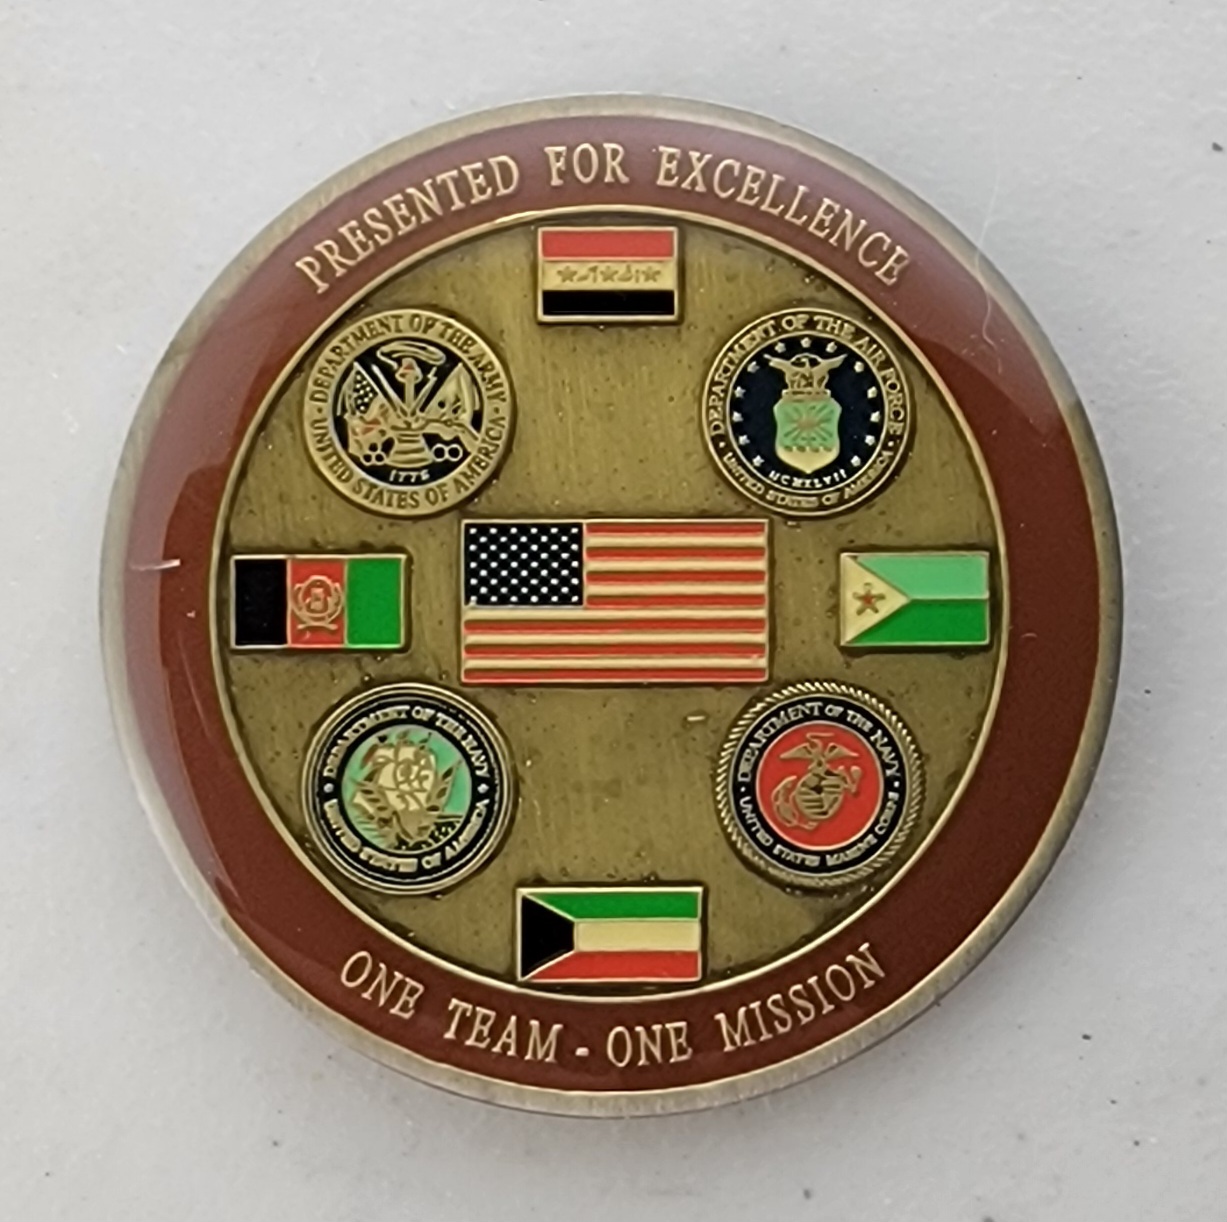 PRESENTED FOR EXCELLENCE
DEPARTMENT OF THE ARMY
UNITED STATES OF AMERICA
1775
DEPARTMENT OF THE AIR FORCE
UNITED STATES OF AMERICA
MCMXLVII
DEPARTMENT OF THE NAVY
UNITED STATES OF AMERICA
DEPARTMENT OF THE NAVY
UNITED STATES MARINE CORPS
ONE TEAM - ONE MISSION